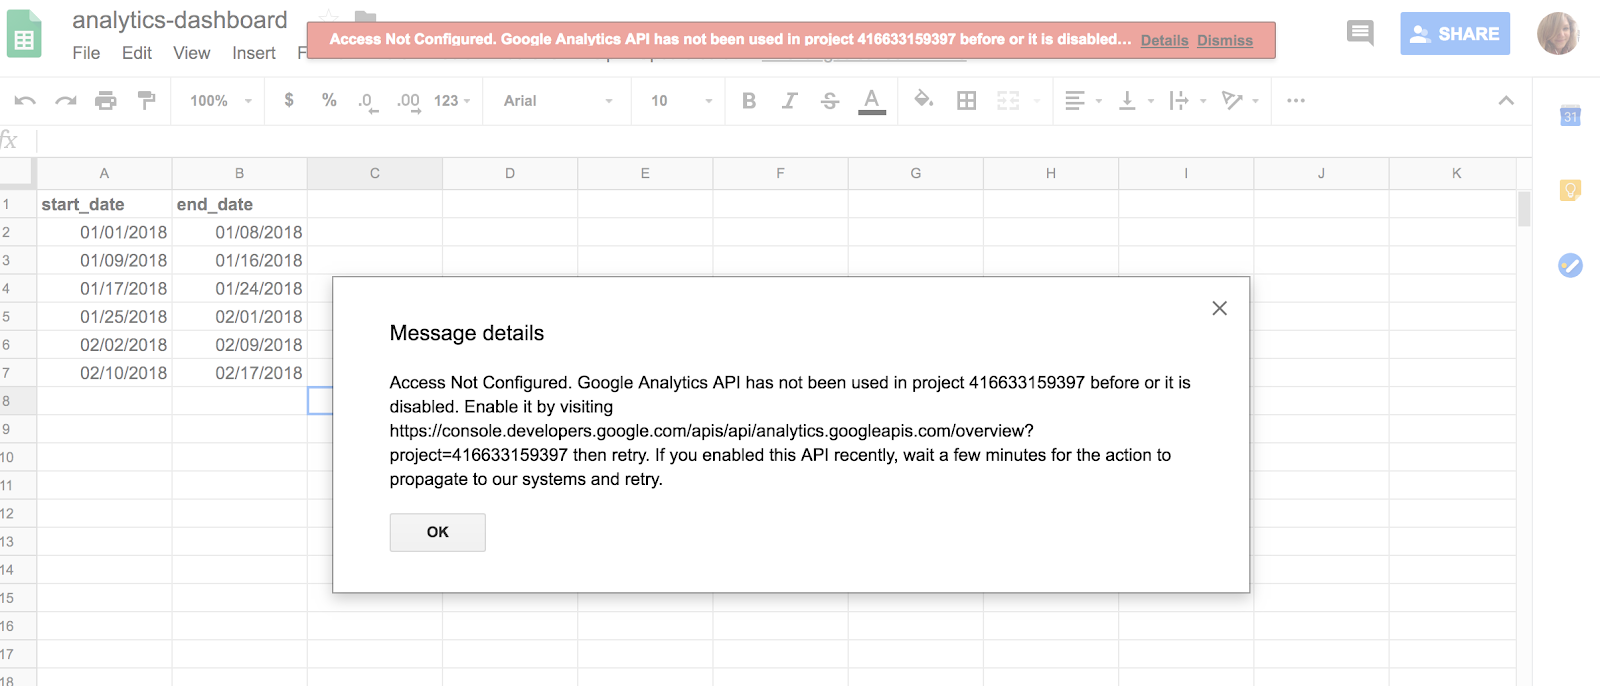 analytics-dashboard
File Edit View Insert F
Access Not Configured. Google Analytics API has not been used in project 416633159397 before or it is disabled... Details Dismiss
SHARE
100% $ % .0 .00 123 Arial 10 B I S A
31
fx
A B C D E F G H I J K
1 start_date end_date
2 01/01/2018 01/08/2018
3 01/09/2018 01/16/2018
4 01/17/2018 01/24/2018
5 01/25/2018 02/01/2018
6 02/02/2018 02/09/2018
7 02/10/2018 02/17/2018
8
9
10
11
12
13
14
15
16
17
18
Message details
Access Not Configured. Google Analytics API has not been used in project 416633159397 before or it is
disabled. Enable it by visiting
https://console.developers.google.com/apis/api/analytics.googleapis.com/overview?
project=416633159397 then retry. If you enabled this API recently, wait a few minutes for the action to
propagate to our systems and retry.
OK